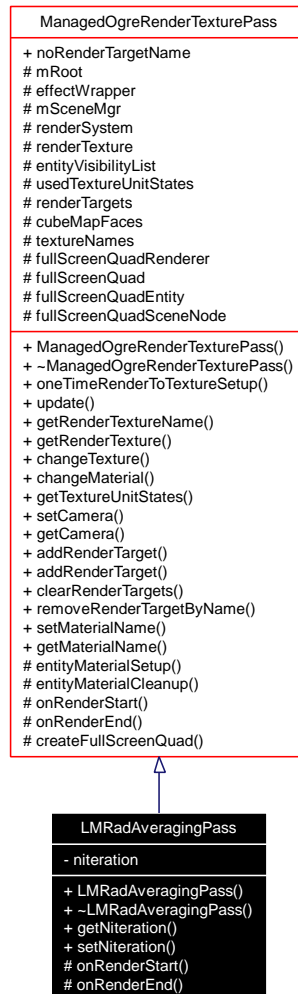 ManagedOgreRenderTexturePass
+ noRenderTargetName
# mRoot
# effectWrapper
# mSceneMgr
# renderSystem
# renderTexture
# entityVisibilityList
# usedTextureUnitStates
# renderTargets
# cubeMapFaces
# textureNames
# fullScreenQuadRenderer
# fullScreenQuad
# fullScreenQuadEntity
# fullScreenQuadSceneNode
+ ManagedOgreRenderTexturePass()
+ ~ManagedOgreRenderTexturePass()
+ oneTimeRenderToTextureSetup()
+ update()
+ getRenderTextureName()
+ getRenderTexture()
+ changeTexture()
+ changeMaterial()
+ getTextureUnitStates()
+ setCamera()
+ getCamera()
+ addRenderTarget()
+ addRenderTarget()
+ clearRenderTargets()
+ removeRenderTargetByName()
+ setMaterialName()
+ getMaterialName()
# entityMaterialSetup()
# entityMaterialCleanup()
# onRenderStart()
# onRenderEnd()
# createFullScreenQuad()
LMRadAveragingPass
- niteration
+ LMRadAveragingPass()
+ ~LMRadAveragingPass()
+ getNiteration()
+ setNiteration()
# onRenderStart()
# onRenderEnd()